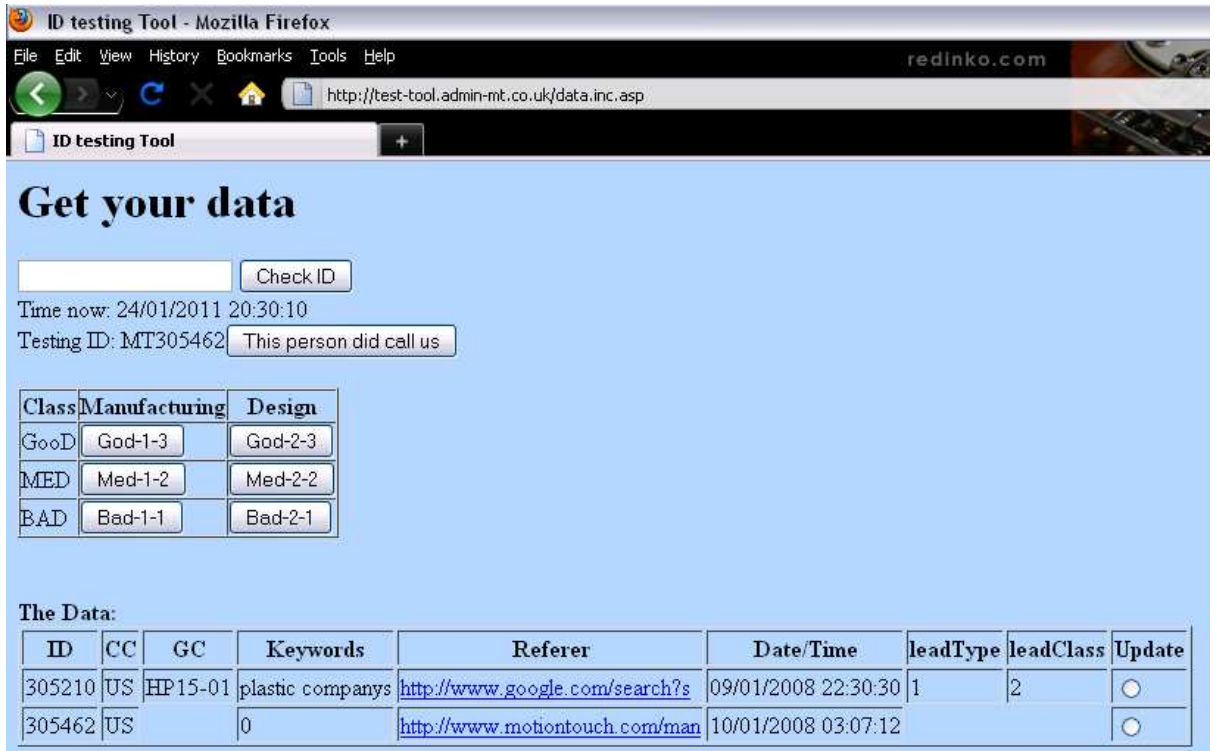 ID testing Tool - Mozilla Firefox
File Edit View History Bookmarks Tools Help
redinko.com
http://test-tool.admin-mt.co.uk/data.inc.asp
ID testing Tool +
Get your data
Check ID
Time now: 24/01/2011 20:30:10
Testing ID: MT305462 This person did call us
Class Manufacturing Design
GooD God-1-3 God-2-3
MED Med-1-2 Med-2-2
BAD Bad-1-1 Bad-2-1
The Data:
ID CC GC Keywords Referer Date/Time leadType leadClass Update
305210 US HP15-01 plastic companys http://www.google.com/search?s 09/01/2008 22:30:30 1 2
305462 US 0 http://www.motiontouch.com/man 10/01/2008 03:07:12